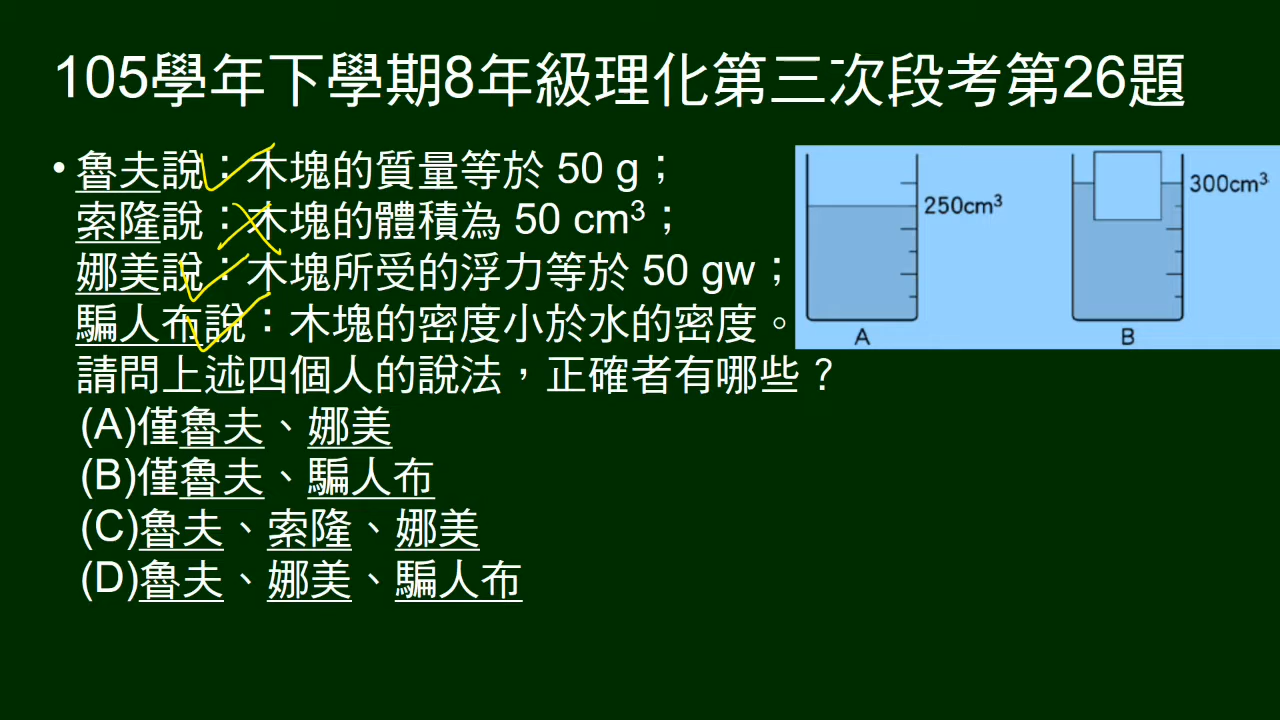 105學年下學期8年級理化第三次段考第26題
• 魯夫說：木塊的質量等於 50 g；
索隆說：木塊的體積為 50 cm³；
娜美說：木塊所受的浮力等於 50 gw；
騙人布說：木塊的密度小於水的密度。
請問上述四個人的說法，正確者有哪些？
(A)僅魯夫、娜美
(B)僅魯夫、騙人布
(C)魯夫、索隆、娜美
(D)魯夫、娜美、騙人布
250cm³
A
300cm³
B